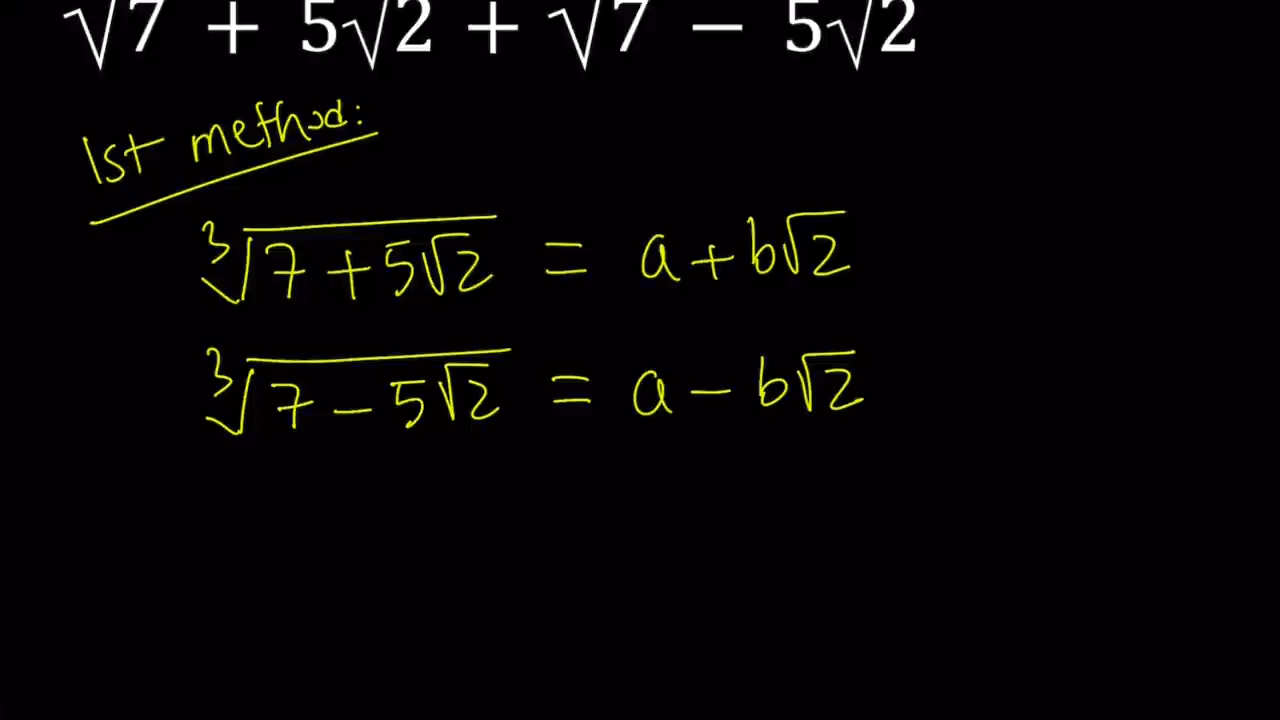 √7 + 5√2 + √7 − 5√2
1st method:
∛7 + 5√2 = a + b√2
∛7 − 5√2 = a − b√2